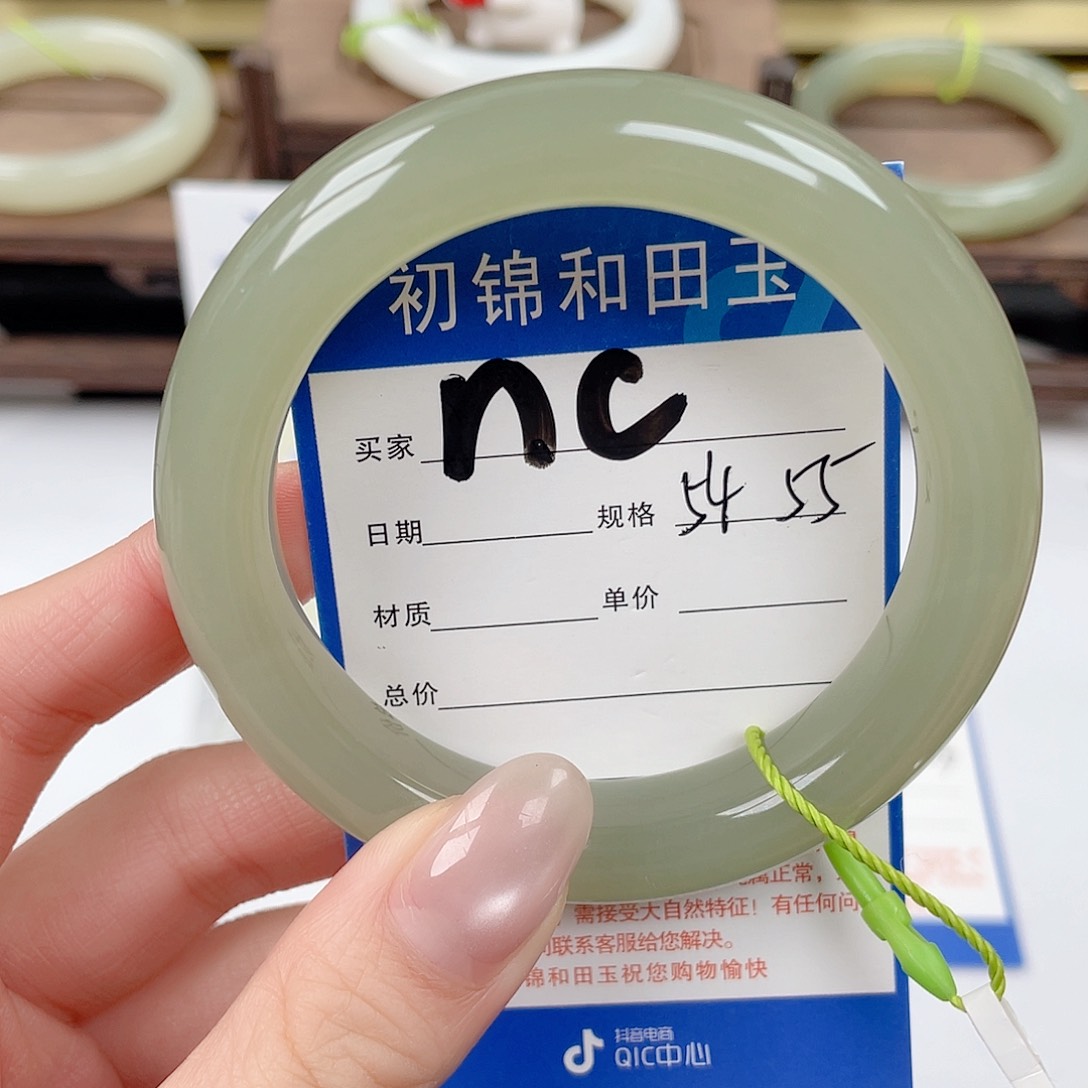 初锦和田玉
买家 nc
日期 规格 54 55
材质 单价
总价
属正常，
需接受大自然特征！有任何问
联系客服给您解决。
锦和田玉祝您购物愉快
抖音电商
QIC中心